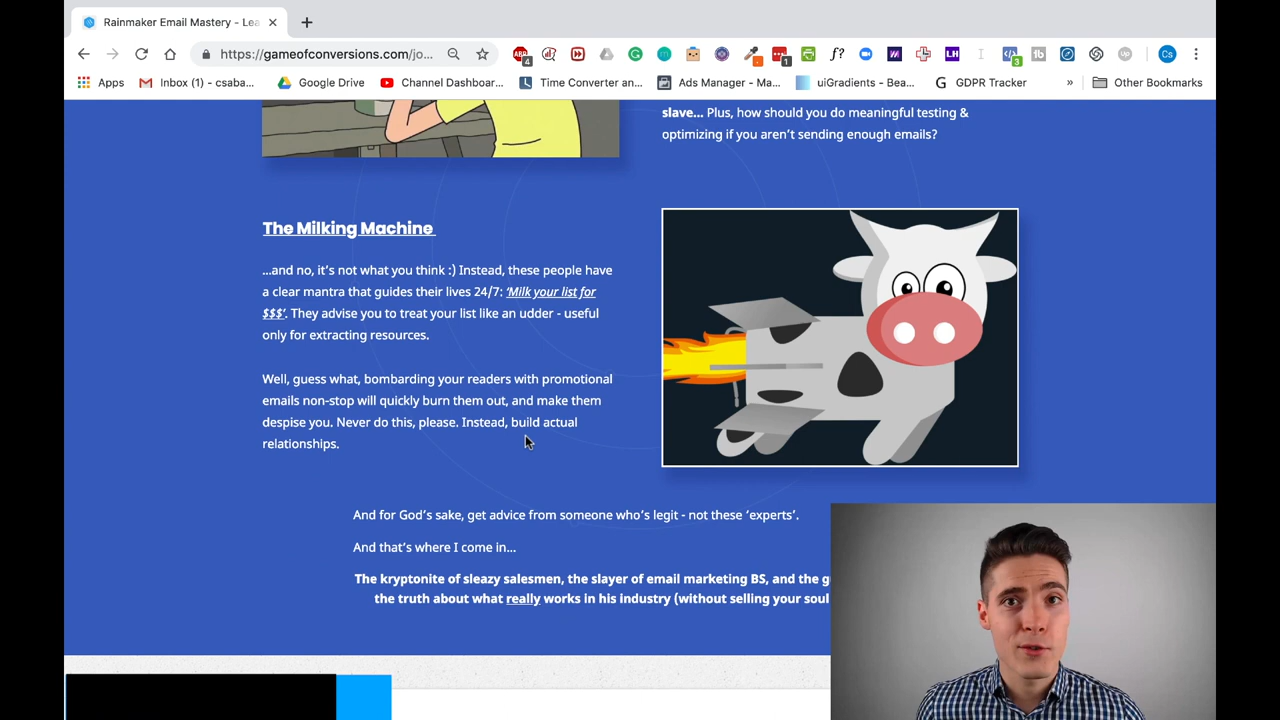 Rainmaker Email Mastery - Lea
https://gameofconversions.com/jo...
4
1
f?
LH
3
tb
Up
Cs
Apps
Inbox (1) - csaba...
Google Drive
Channel Dashboar...
Time Converter an...
Ads Manager - Ma...
uiGradients - Bea...
G
GDPR Tracker
»
Other Bookmarks
slave... Plus, how should you do meaningful testing &
optimizing if you aren't sending enough emails?
The Milking Machine
...and no, it's not what you think :) Instead, these people have
a clear mantra that guides their lives 24/7: 'Milk your list for
$$$'. They advise you to treat your list like an udder - useful
only for extracting resources.
Well, guess what, bombarding your readers with promotional
emails non-stop will quickly burn them out, and make them
despise you. Never do this, please. Instead, build actual
relationships.
And for God's sake, get advice from someone who's legit - not these 'experts'.
And that's where I come in...
The kryptonite of sleazy salesmen, the slayer of email marketing BS, and the g
the truth about what really works in his industry (without selling your soul